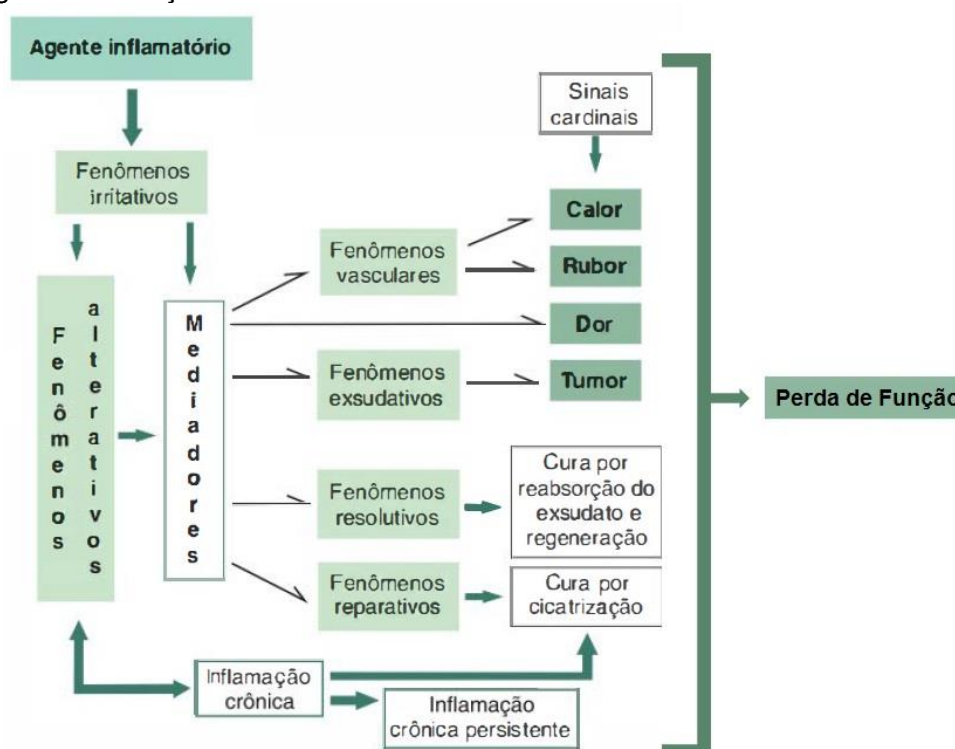 Agente inflamatório
Fenômenos
irritativos
Fenômenos
alterativos
Mediadores
Fenômenos
vasculares
Fenômenos
exsudativos
Fenômenos
resolutivos
Fenômenos
reparativos
Sinais
cardinais
Calor
Rubor
Dor
Tumor
Cura por
reabsorção do
exsudato e
regeneração
Cura por
cicatrização
Inflamação
crônica
Inflamação
crônica persistente
Perda de Função